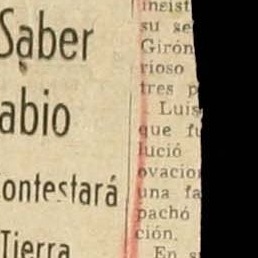 Saber
abio
ontestará
Tierra
insist
su se
Girón
rioso
tres p
Luis
que fu
lució
ovacio
una fa
pachó
ción.
En s